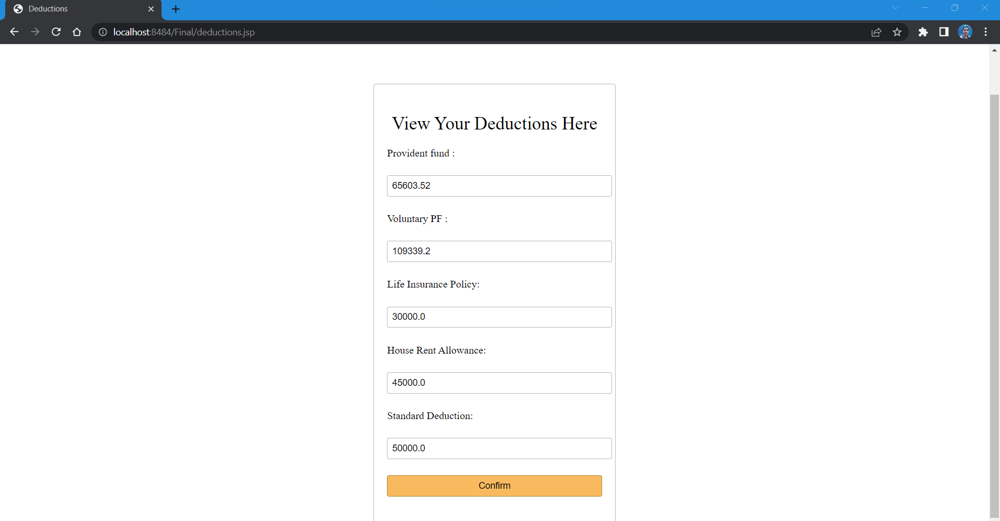 Deductions
localhost:8484/Final/deductions.jsp
View Your Deductions Here
Provident fund :
65603.52
Voluntary PF :
109339.2
Life Insurance Policy:
30000.0
House Rent Allowance:
45000.0
Standard Deduction:
50000.0
Confirm